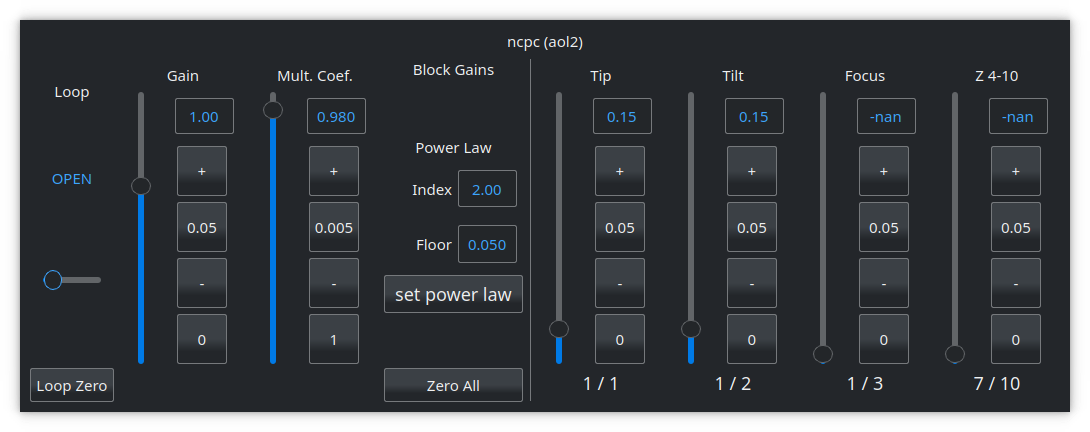 ncpc (aol2)
Loop
OPEN
Loop Zero
Gain
1.00
+
0.05
-
0
Mult. Coef.
0.980
+
0.005
-
1
Block Gains
Power Law
Index 2.00
Floor 0.050
set power law
Zero All
Tip
0.15
+
0.05
-
0
1 / 1
Tilt
0.15
+
0.05
-
0
1 / 2
Focus
-nan
+
0.05
-
0
1 / 3
Z 4-10
-nan
+
0.05
-
0
7 / 10